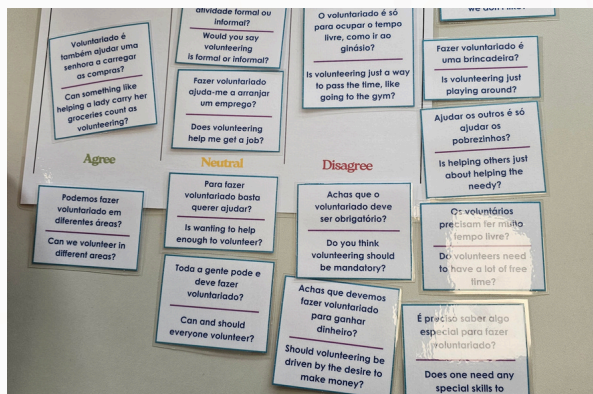 Voluntariado é
também ajudar uma
senhora a carregar
as compras?
Can something like
helping a lady carry her
groceries count as
volunteering?
atividade formal ou
informal?
Would you say
volunteering
is formal or informal?
Fazer voluntariado
ajuda-me a arranjar
um emprego?
Does volunteering
help me get a job?
O voluntariado é só
para ocupar o tempo
livre, como ir ao
ginásio?
Is volunteering just a way
to pass the time, like
going to the gym?
Fazer voluntariado é
uma brincadeira?
Is volunteering just
playing around?
Ajudar os outros é só
ajudar os
pobrezinhos?
Is helping others just
about helping the
needy?
Agree
Neutral
Disagree
Podemos fazer
voluntariado em
diferentes áreas?
Can we volunteer in
different areas?
Para fazer
voluntariado basta
querer ajudar?
Is wanting to help
enough to volunteer?
Achas que o
voluntariado deve
ser obrigatório?
Do you think
volunteering should
be mandatory?
Os voluntários
precisam ter muito
tempo livre?
Do volunteers need
to have a lot of free
time?
Toda a gente pode e
deve fazer
voluntariado?
Can and should
everyone volunteer?
Achas que devemos
fazer voluntariado
para ganhar
dinheiro?
Should volunteering be
driven by the desire to
make money?
É preciso saber algo
especial para fazer
voluntariado?
Does one need any
special skills to